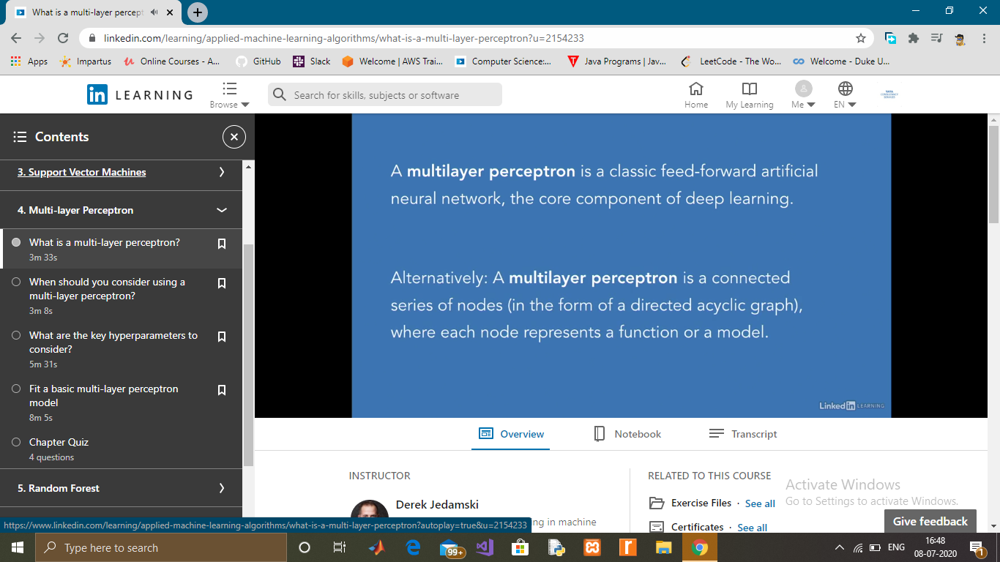 What is a multi-layer percept
linkedin.com/learning/applied-machine-learning-algorithms/what-is-a-multi-layer-perceptron?u=2154233
Apps Impartus Online Courses - A... GitHub Slack Welcome | AWS Trai... Computer Science:... Java Programs | Jav... LeetCode - The Wo... Welcome - Duke U...
in LEARNING Browse Search for skills, subjects or software Home My Learning Me EN TATA CONSULTANCY SERVICES
Contents
3. Support Vector Machines
4. Multi-layer Perceptron
What is a multi-layer perceptron?
3m 33s
When should you consider using a
multi-layer perceptron?
3m 8s
What are the key hyperparameters to
consider?
5m 31s
Fit a basic multi-layer perceptron
model
8m 5s
Chapter Quiz
4 questions
5. Random Forest
https://www.linkedin.com/learning/applied-machine-learning-algorithms/what-is-a-multi-layer-perceptron?autoplay=true&u=2154233
A multilayer perceptron is a classic feed-forward artificial
neural network, the core component of deep learning.
Alternatively: A multilayer perceptron is a connected
series of nodes (in the form of a directed acyclic graph),
where each node represents a function or a model.
Linked in LEARNING
Overview Notebook Transcript
INSTRUCTOR
Derek Jedamski
ng in machine
RELATED TO THIS COURSE
Exercise Files · See all
Certificates · See all
Activate Windows
Go to Settings to activate Windows.
Give feedback
Type here to search
99+
ENG
16:48
08-07-2020
1